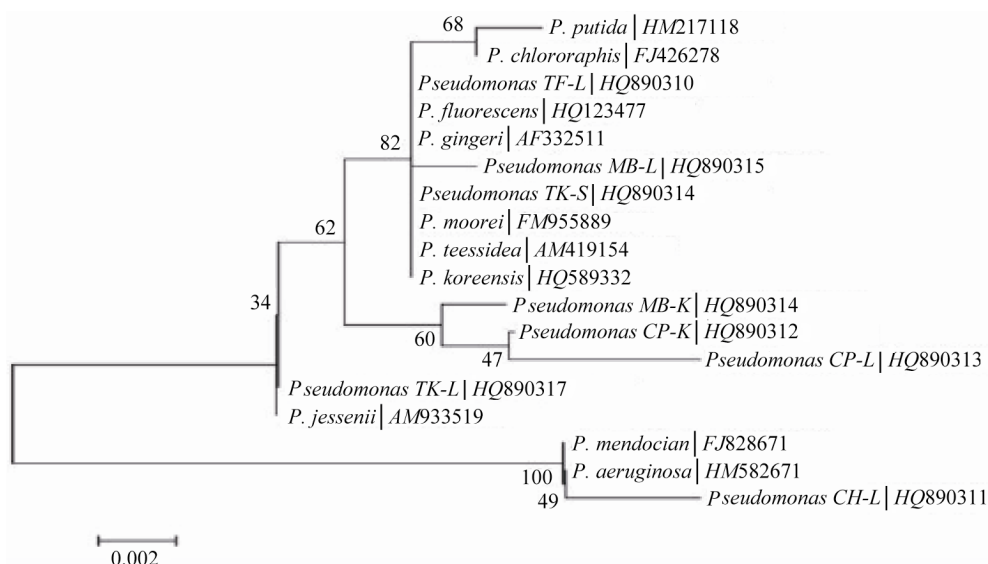 68
P. putida | HM217118
P. chlororaphis | FJ426278
Pseudomonas TF-L | HQ890310
P. fluorescens | HQ123477
82
P. gingeri | AF332511
Pseudomonas MB-L | HQ890315
Pseudomonas TK-S | HQ890314
P. moorei | FM955889
62
P. teessidea | AM419154
P. koreensis | HQ589332
34
Pseudomonas MB-K | HQ890314
Pseudomonas CP-K | HQ890312
60
47
Pseudomonas CP-L | HQ890313
Pseudomonas TK-L | HQ890317
P. jessenii | AM933519
P. mendocian | FJ828671
P. aeruginosa | HM582671
100
49
Pseudomonas CH-L | HQ890311
0.002